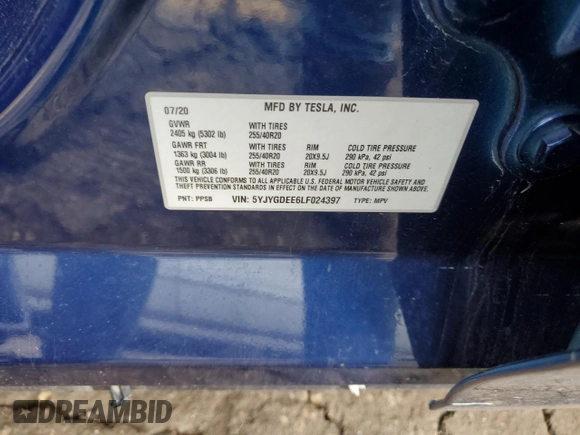 07/20 MFD BY TESLA, INC.
GVWR WITH TIRES
2405 kg (5302 lb) 255/40R20
GAWR FRT WITH TIRES RIM COLD TIRE PRESSURE
1363 kg (3004 lb) 255/40R20 20X9.5J 290 kPa, 42 psi
GAWR RR WITH TIRES RIM COLD TIRE PRESSURE
1500 kg (3306 lb) 255/40R20 20X9.5J 290 kPa, 42 psi
THIS VEHICLE CONFORMS TO ALL APPLICABLE U.S. FEDERAL MOTOR VEHICLE SAFETY AND
THEFT PREVENTION STANDARDS IN EFFECT ON THE DATE OF MANUFACTURE SHOWN ABOVE.
PNT: PPSB VIN: 5YJYGDEE6LF024397 TYPE: MPV
DREAMBID